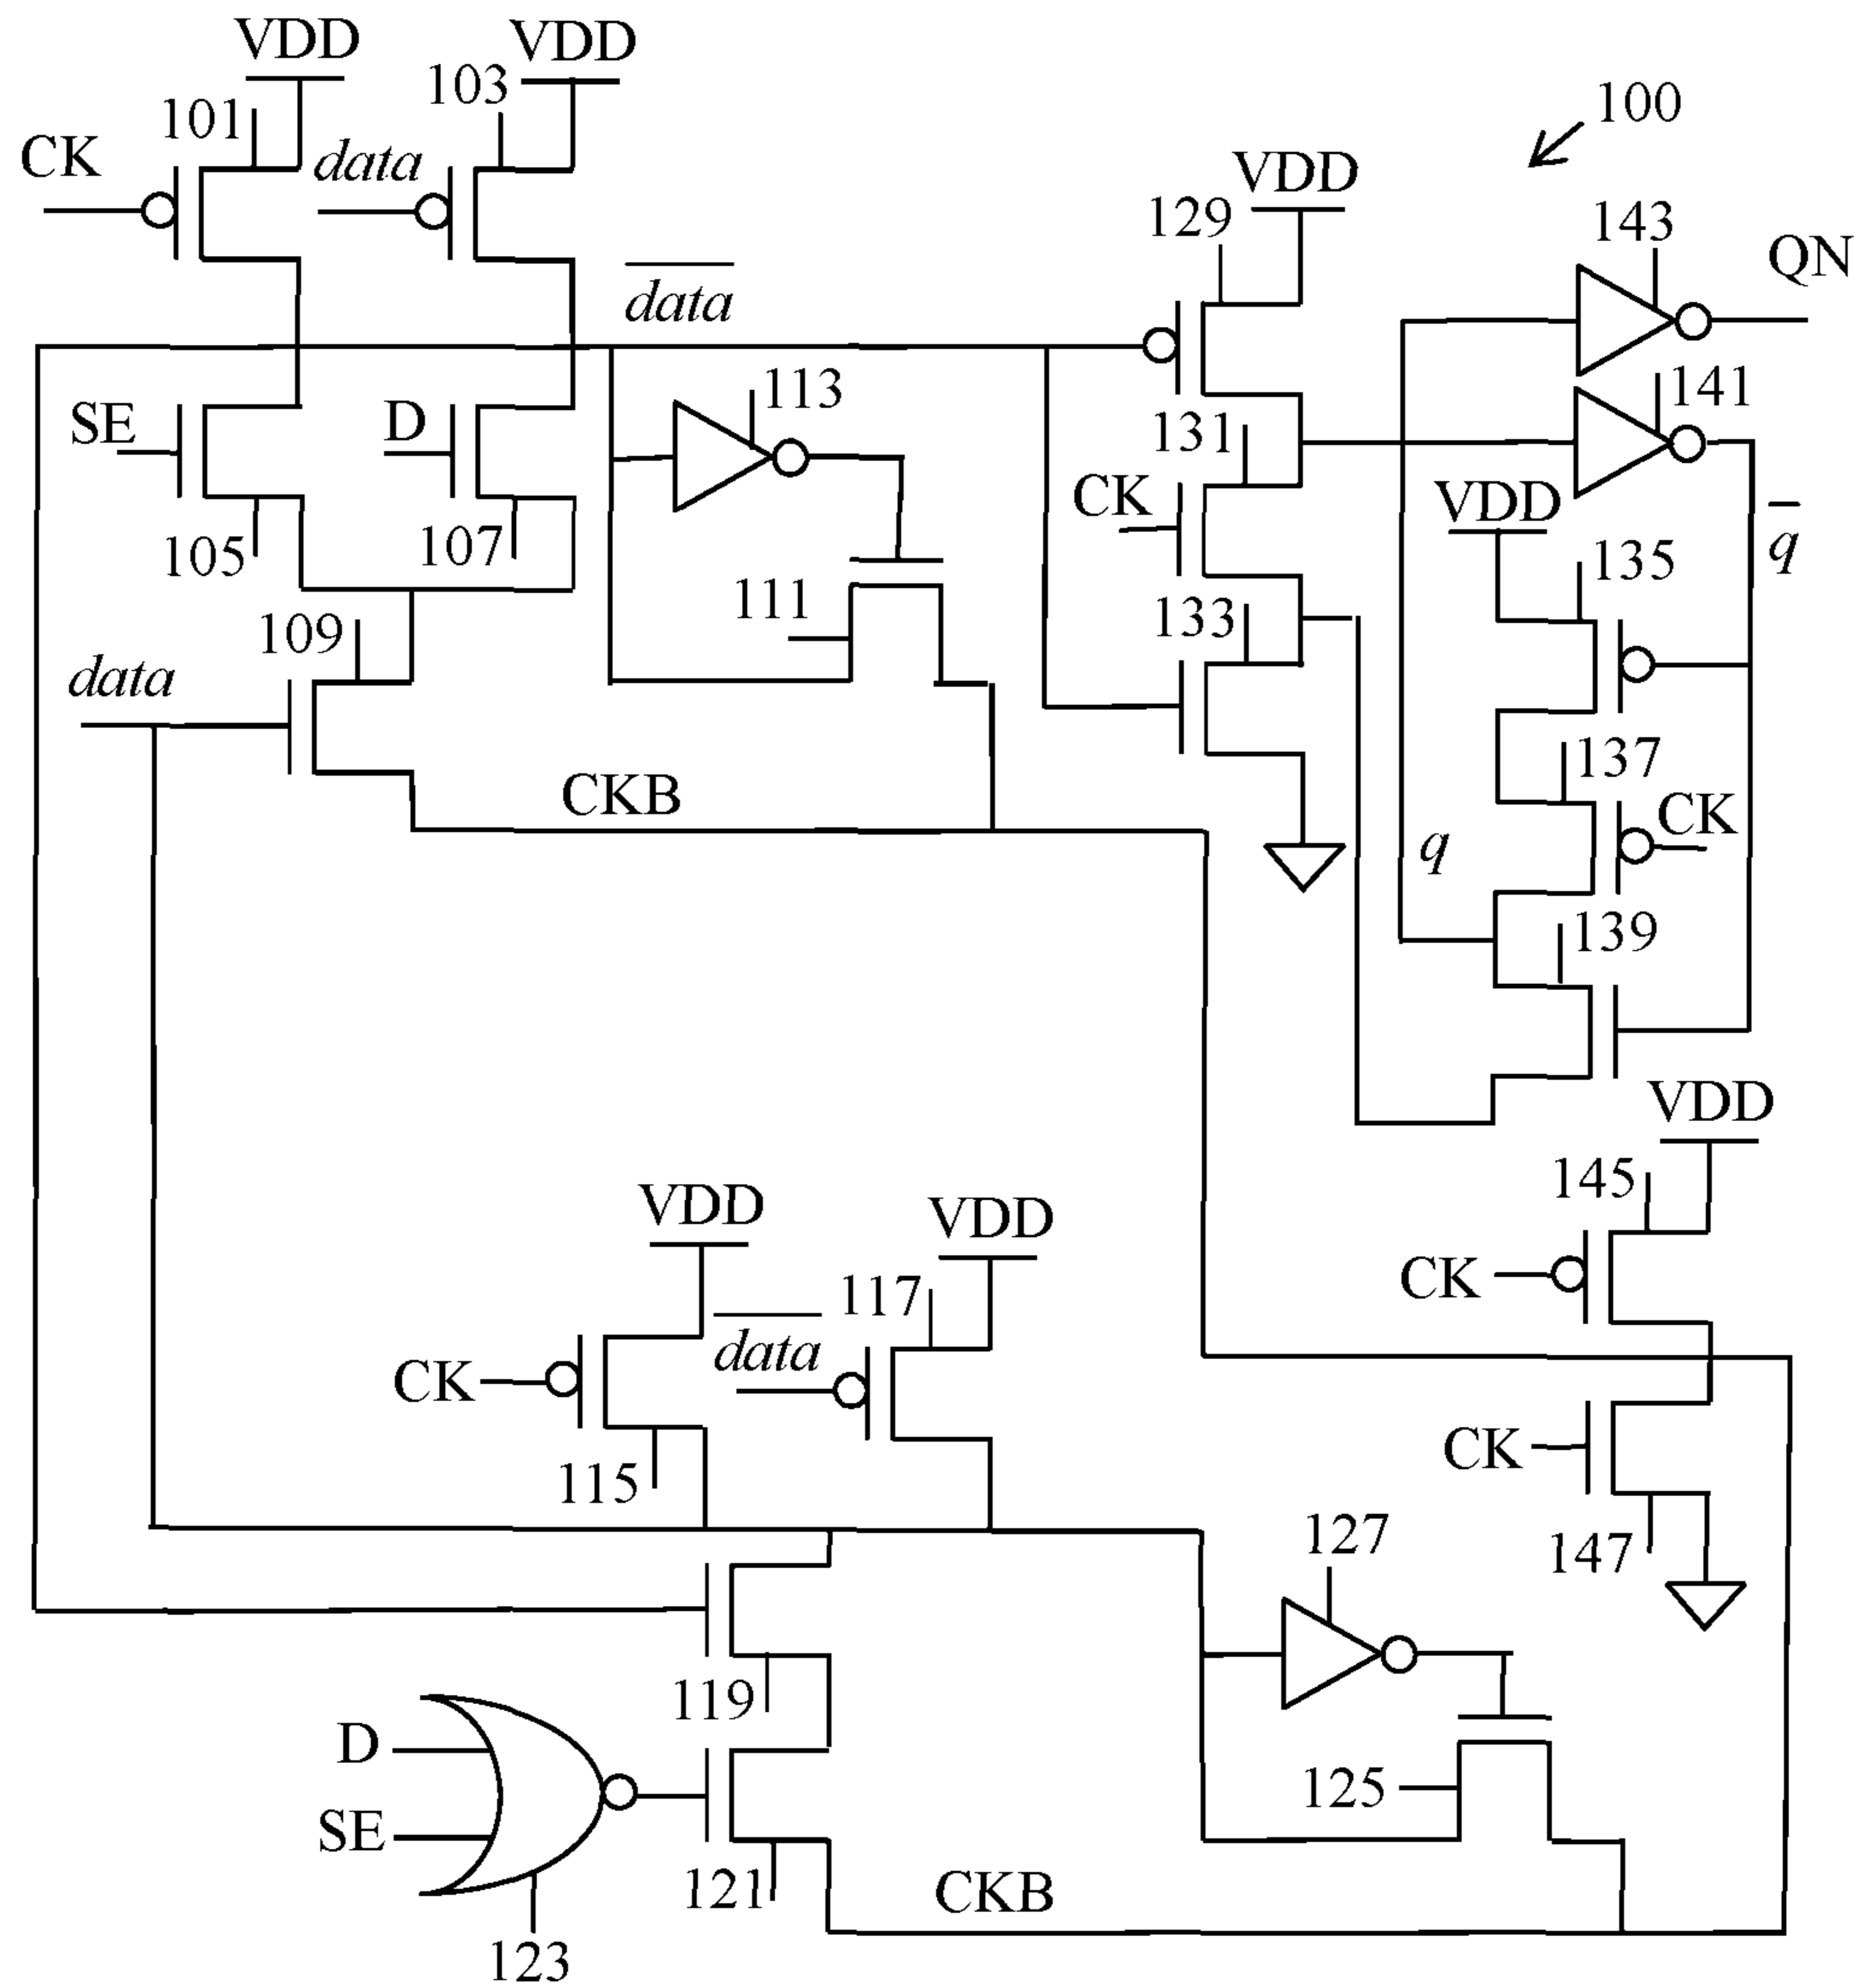 VDD
VDD
101
103
CK
data
100
VDD
129
143
QN
data
SE
D
113
131
141
CK
VDD
q
105
107
135
111
133
109
data
137
CKB
CK
q
139
VDD
145
VDD
VDD
117
CK
CK
data
CK
115
127
147
119
D
125
SE
121
CKB
123